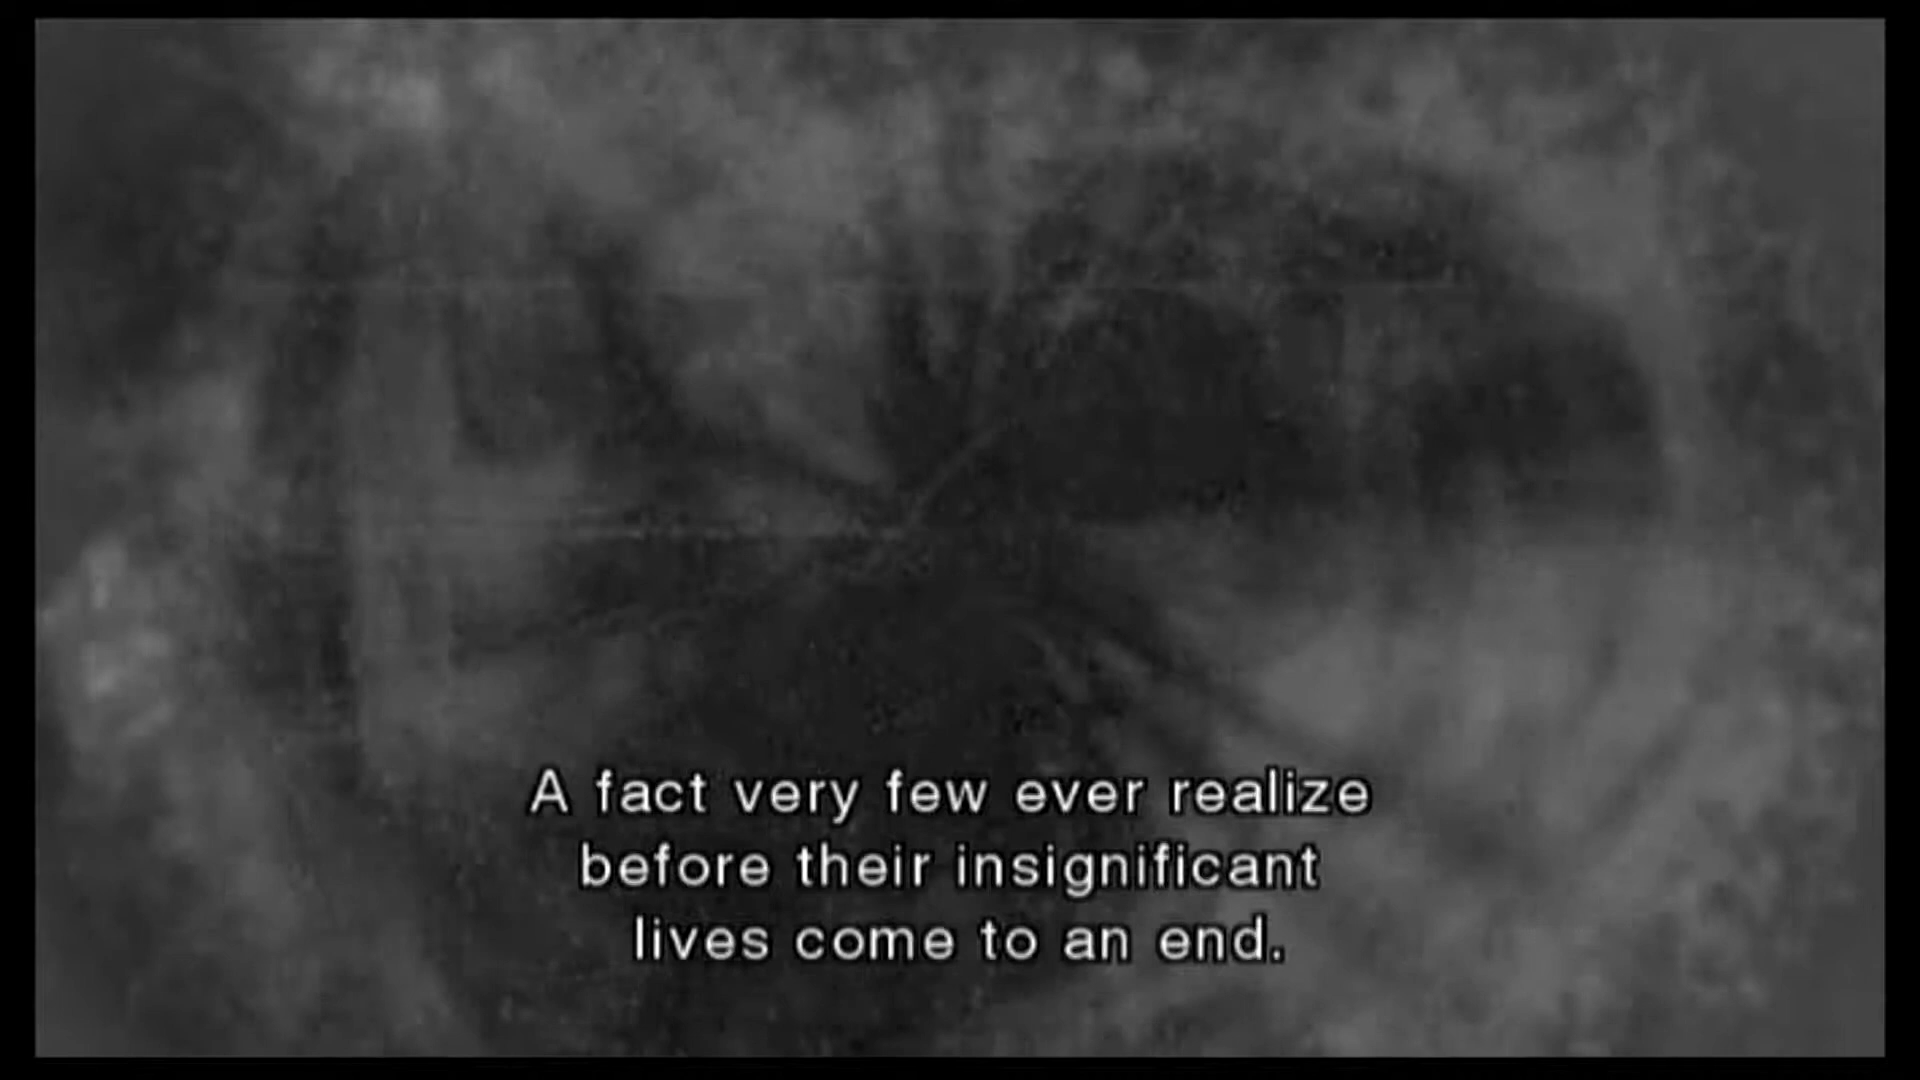 A fact very few ever realize
before their insignificant
lives come to an end.